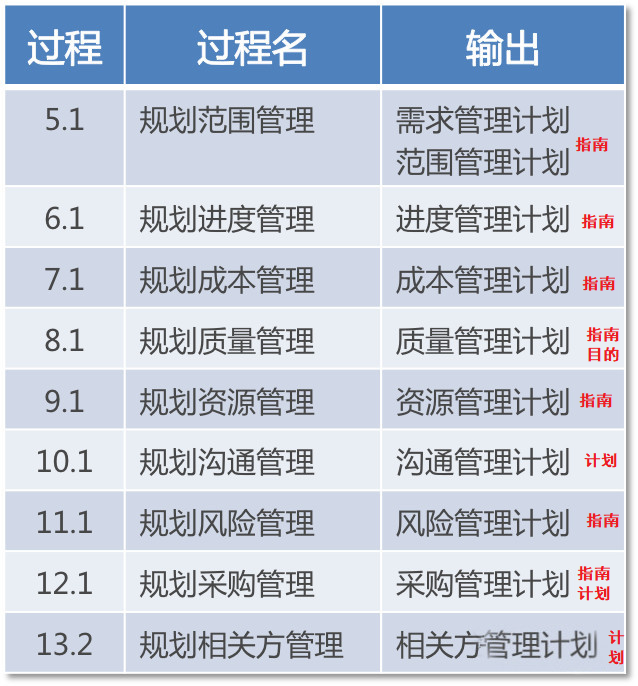 过程 过程名 输出
5.1 规划范围管理 需求管理计划
范围管理计划 指南
6.1 规划进度管理 进度管理计划 指南
7.1 规划成本管理 成本管理计划 指南
8.1 规划质量管理 质量管理计划 指南
目的
9.1 规划资源管理 资源管理计划 指南
10.1 规划沟通管理 沟通管理计划 计划
11.1 规划风险管理 风险管理计划 指南
12.1 规划采购管理 采购管理计划 指南
计划
13.2 规划相关方管理 相关方管理计划 计
划